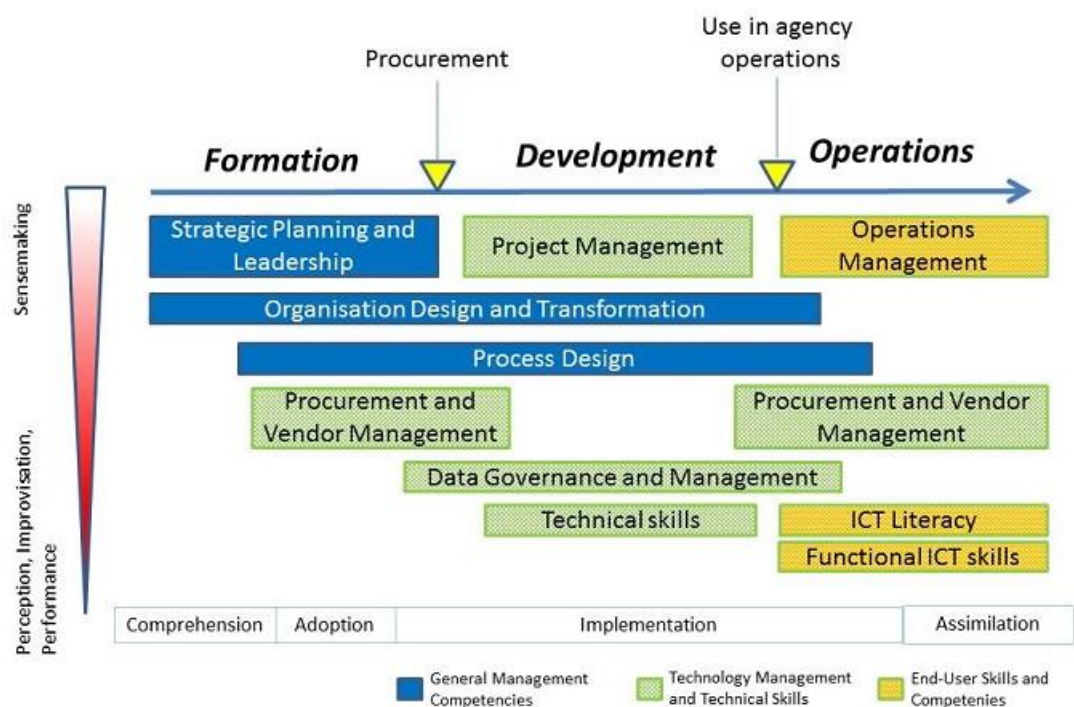 Procurement
Use in agency
operations
Formation
Development
Operations
Sensemaking
Strategic Planning and
Leadership
Project Management
Operations
Management
Organisation Design and Transformation
Process Design
Procurement and
Vendor Management
Procurement and Vendor
Management
Data Governance and Management
Technical skills
ICT Literacy
Functional ICT skills
Perception, Improvisation,
Performance
Comprehension
Adoption
Implementation
Assimilation
General Management
Competencies
Technology Management
and Technical Skills
End-User Skills and
Competenies